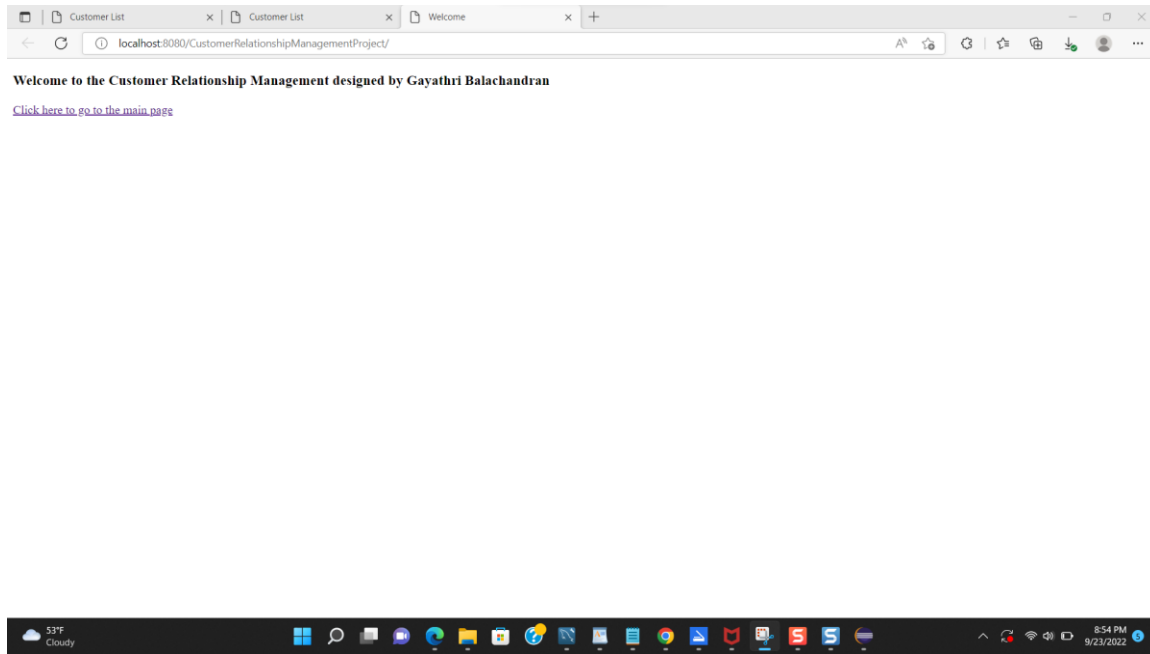 Customer List
Customer List
Welcome
localhost:8080/CustomerRelationshipManagementProject/
Welcome to the Customer Relationship Management designed by Gayathri Balachandran
Click here to go to the main page
53°F
Cloudy
8:54 PM
9/23/2022